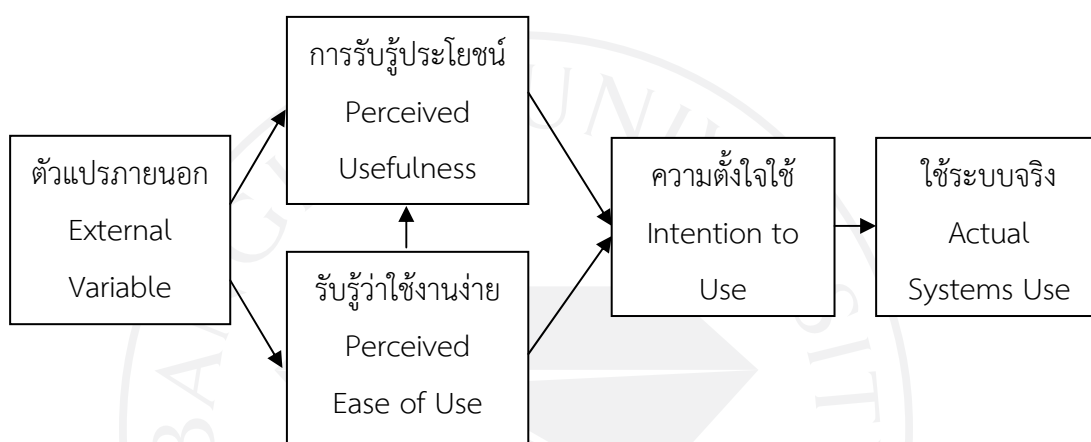 การรับรู้ประโยชน์
Perceived
Usefulness
ตัวแปรภายนอก
External
Variable
รับรู้ว่าใช้งานง่าย
Perceived
Ease of Use
ความตั้งใจใช้
Intention to
Use
ใช้ระบบจริง
Actual
Systems Use